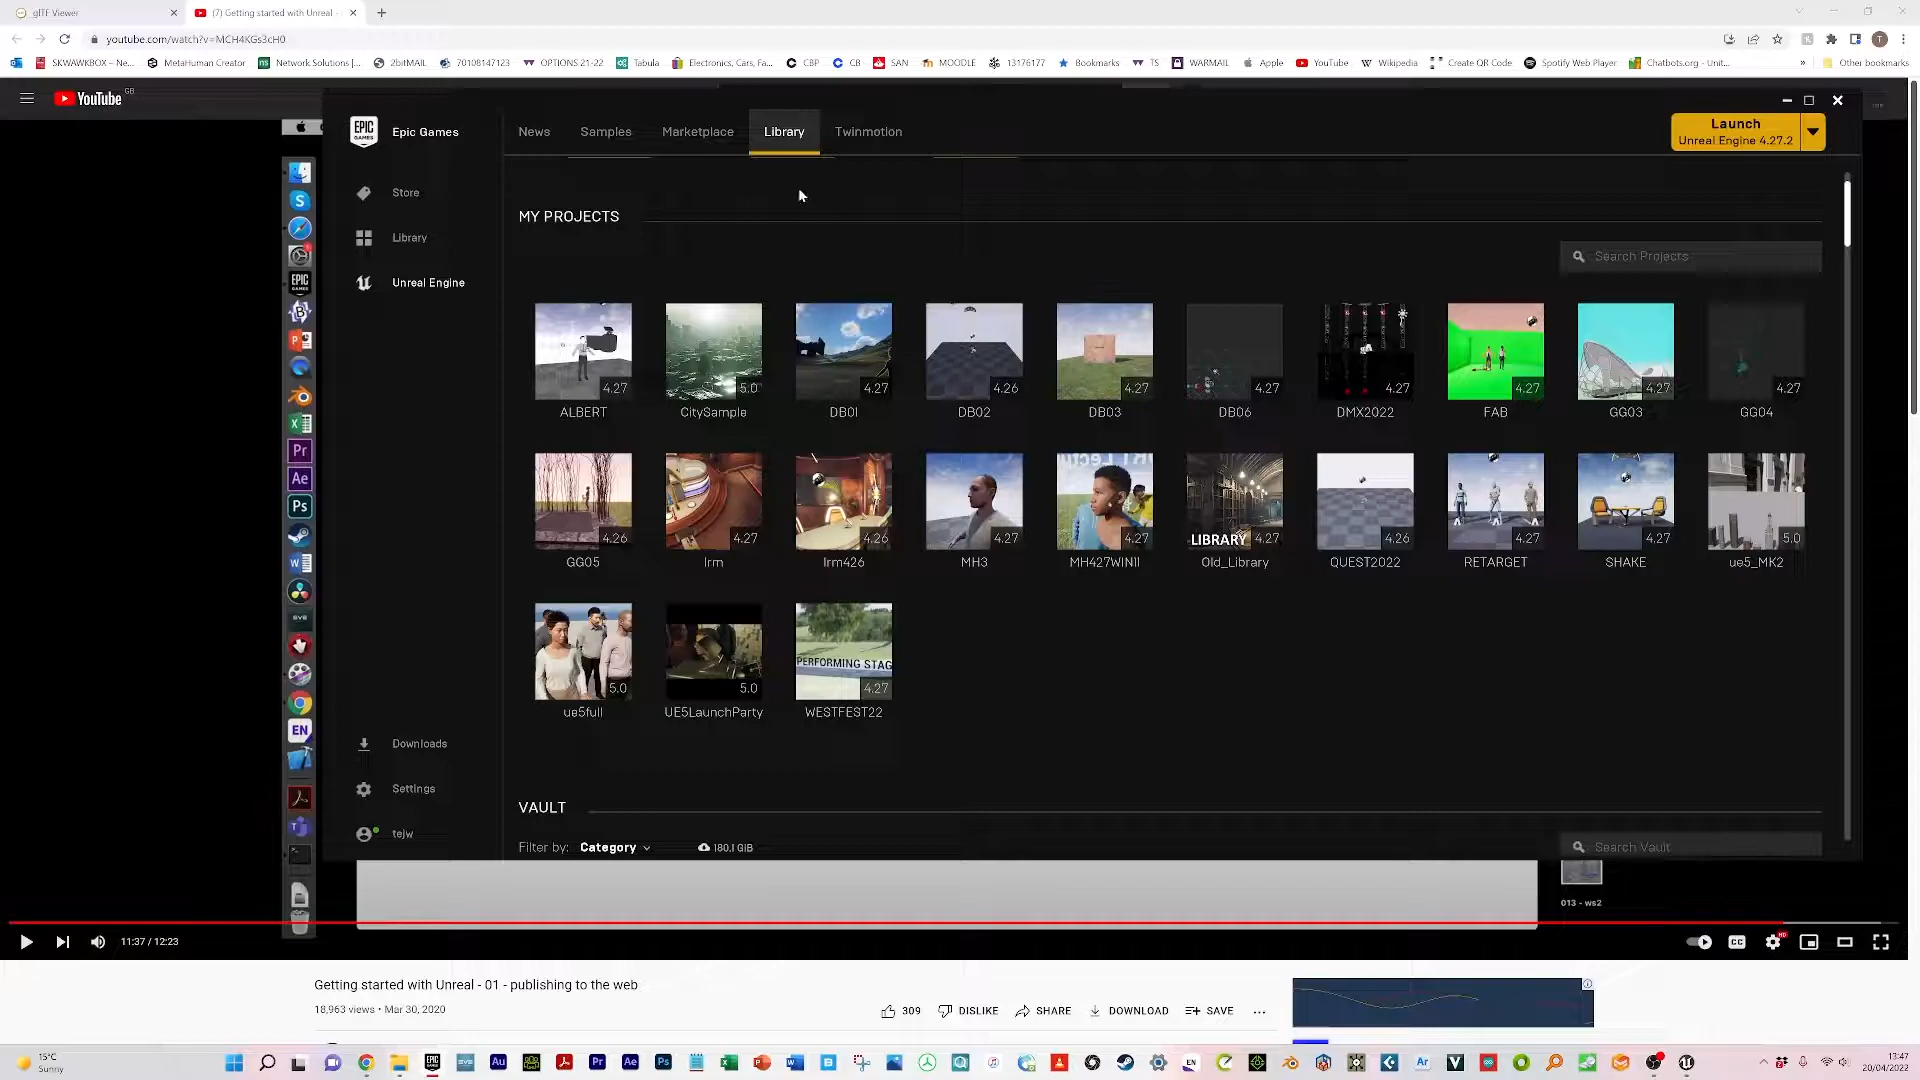 glTF Viewer
(7) Getting started with Unreal -
youtube.com/watch?v=MCH4KGs3cH0
SKWAWKBOX – Ne...
MetaHuman Creator
Network Solutions |...
2bitMAIL
70108147123
OPTIONS 21-22
Tabula
Electronics, Cars, Fa...
CBP
CB
SAN
MOODLE
13176177
Bookmarks
TS
WARMAIL
Apple
YouTube
Wikipedia
Create QR Code
Spotify Web Player
Chatbots.org - Unit...
»
Other bookmarks
YouTube GB
EPIC GAMES
Epic Games
News
Samples
Marketplace
Library
Twinmotion
Launch
Unreal Engine 4.27.2
Store
Library
Unreal Engine
MY PROJECTS
Search Projects
4.27
5.0
4.27
4.26
4.27
4.27
4.27
4.27
4.27
4.27
ALBERT
CitySample
DB01
DB02
DB03
DB06
DMX2022
FAB
GG03
GG04
4.26
4.27
4.26
4.27
4.27
LIBRARY 4.27
4.26
4.27
4.27
5.0
GG05
lrm
lrm426
MH3
MH427WIN11
Old_Library
QUEST2022
RETARGET
SHAKE
ue5_MK2
5.0
5.0
PERFORMING STAG
4.27
ue5full
UE5LaunchParty
WESTFEST22
Downloads
Settings
tejw
VAULT
Filter by: Category
180.1 GiB
Search Vault
013 - ws2
11:37 / 12:23
CC
HD
Getting started with Unreal - 01 - publishing to the web
18,963 views • Mar 30, 2020
309
DISLIKE
SHARE
DOWNLOAD
SAVE
...
15°C
Sunny
13:47
20/04/2022